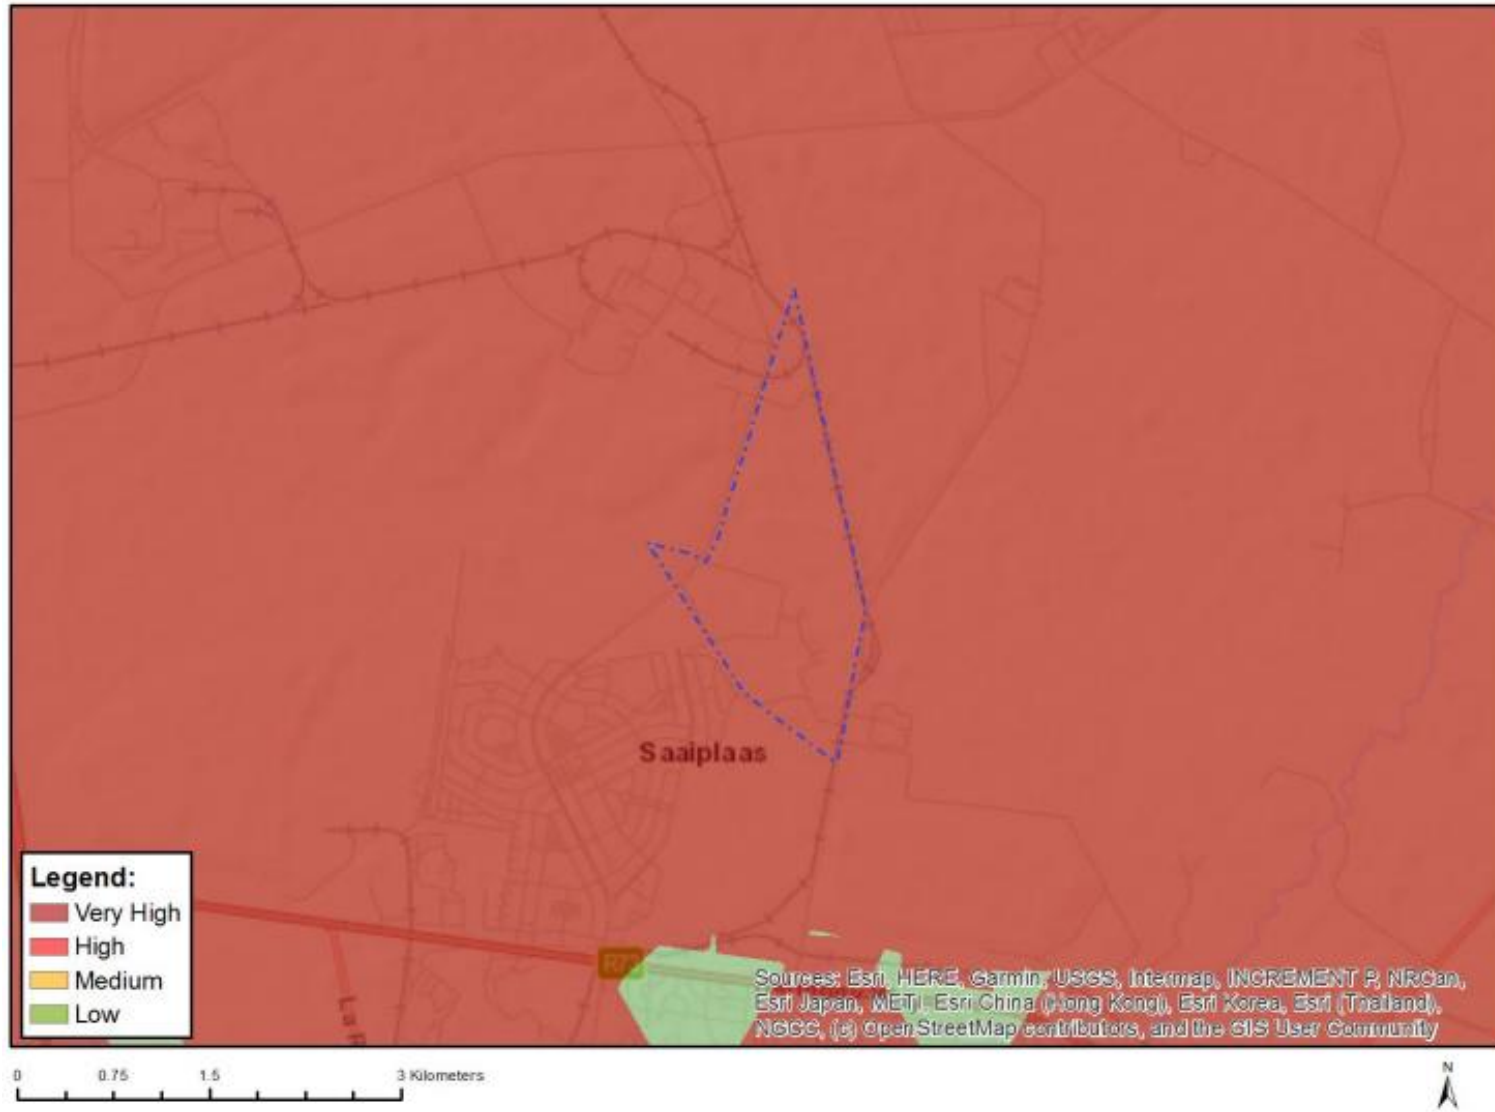 Saaiplaas
Legend:
Very High
High
Medium
Low
Sources: Esri, HERE, Garmin, USGS, Intermap, INCREMENT P, NRCan,
Esri Japan, METI, Esri China (Hong Kong), Esri Korea, Esri (Thailand),
NGCC, (c) OpenStreetMap contributors, and the GIS User Community
0 0.75 1.5 3 Kilometers
N